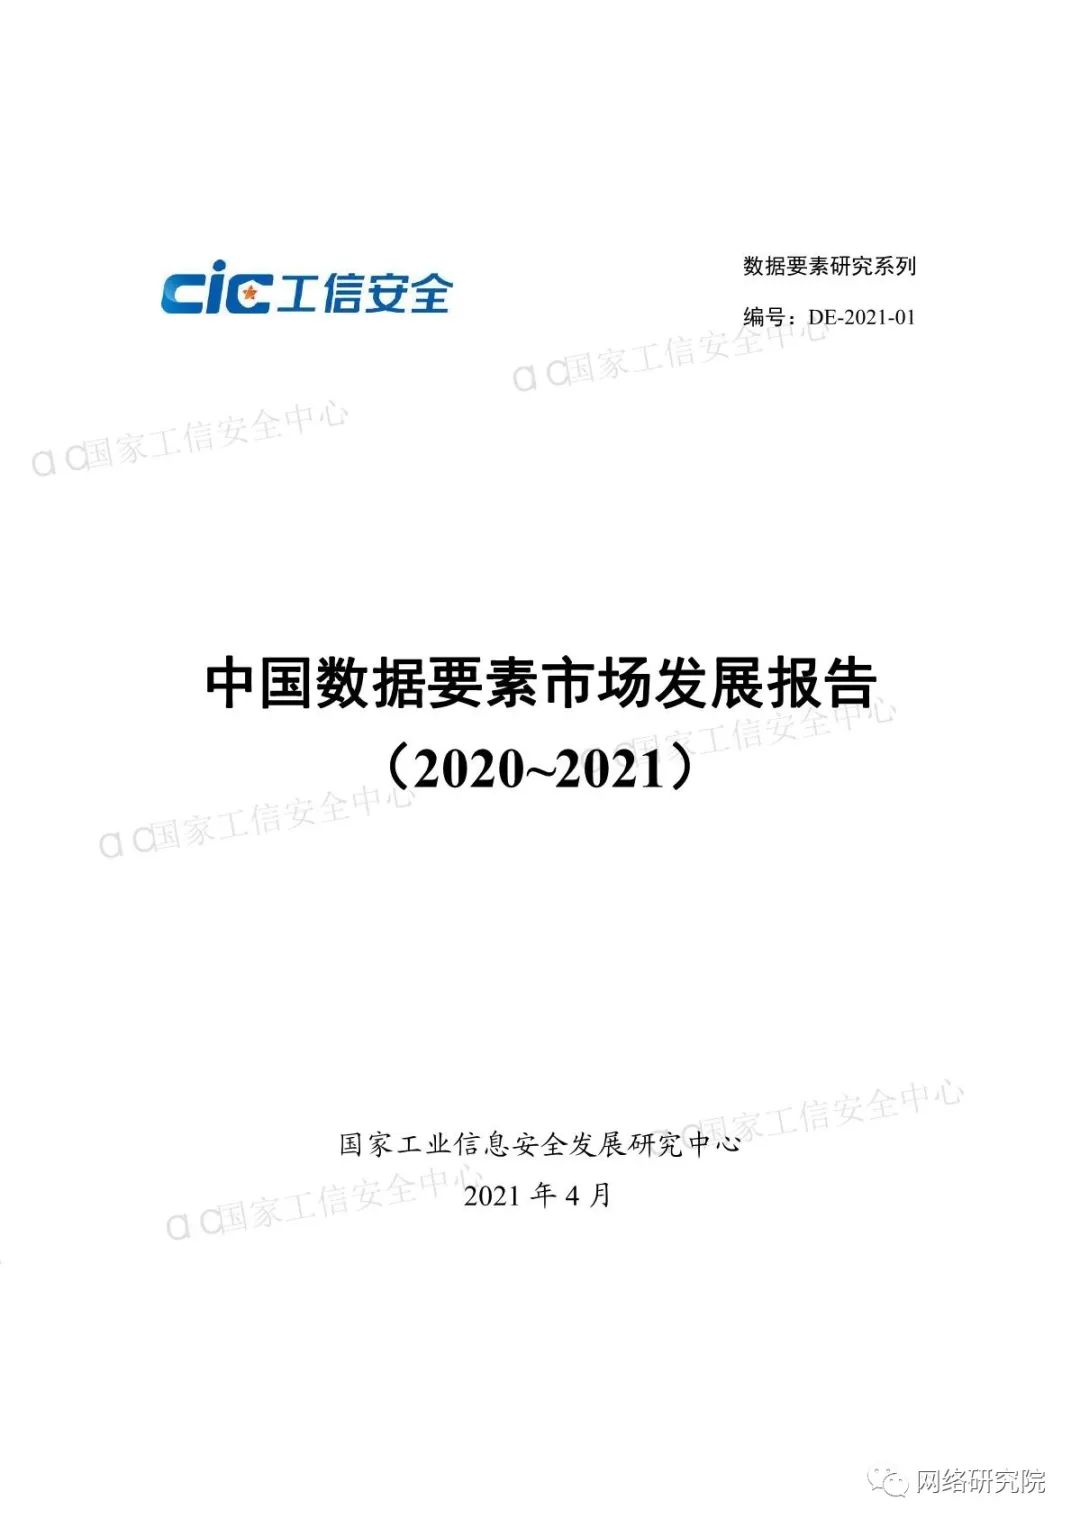 cic工信安全
数据要素研究系列
编号：DE-2021-01
国家工信安全中心
国家工信安全中心
中国数据要素市场发展报告
（2020~2021）
国家工信安全中心
国家工信安全中心
国家工信安全中心
国家工业信息安全发展研究中心
2021 年 4 月
国家工信安全中心
网络研究院